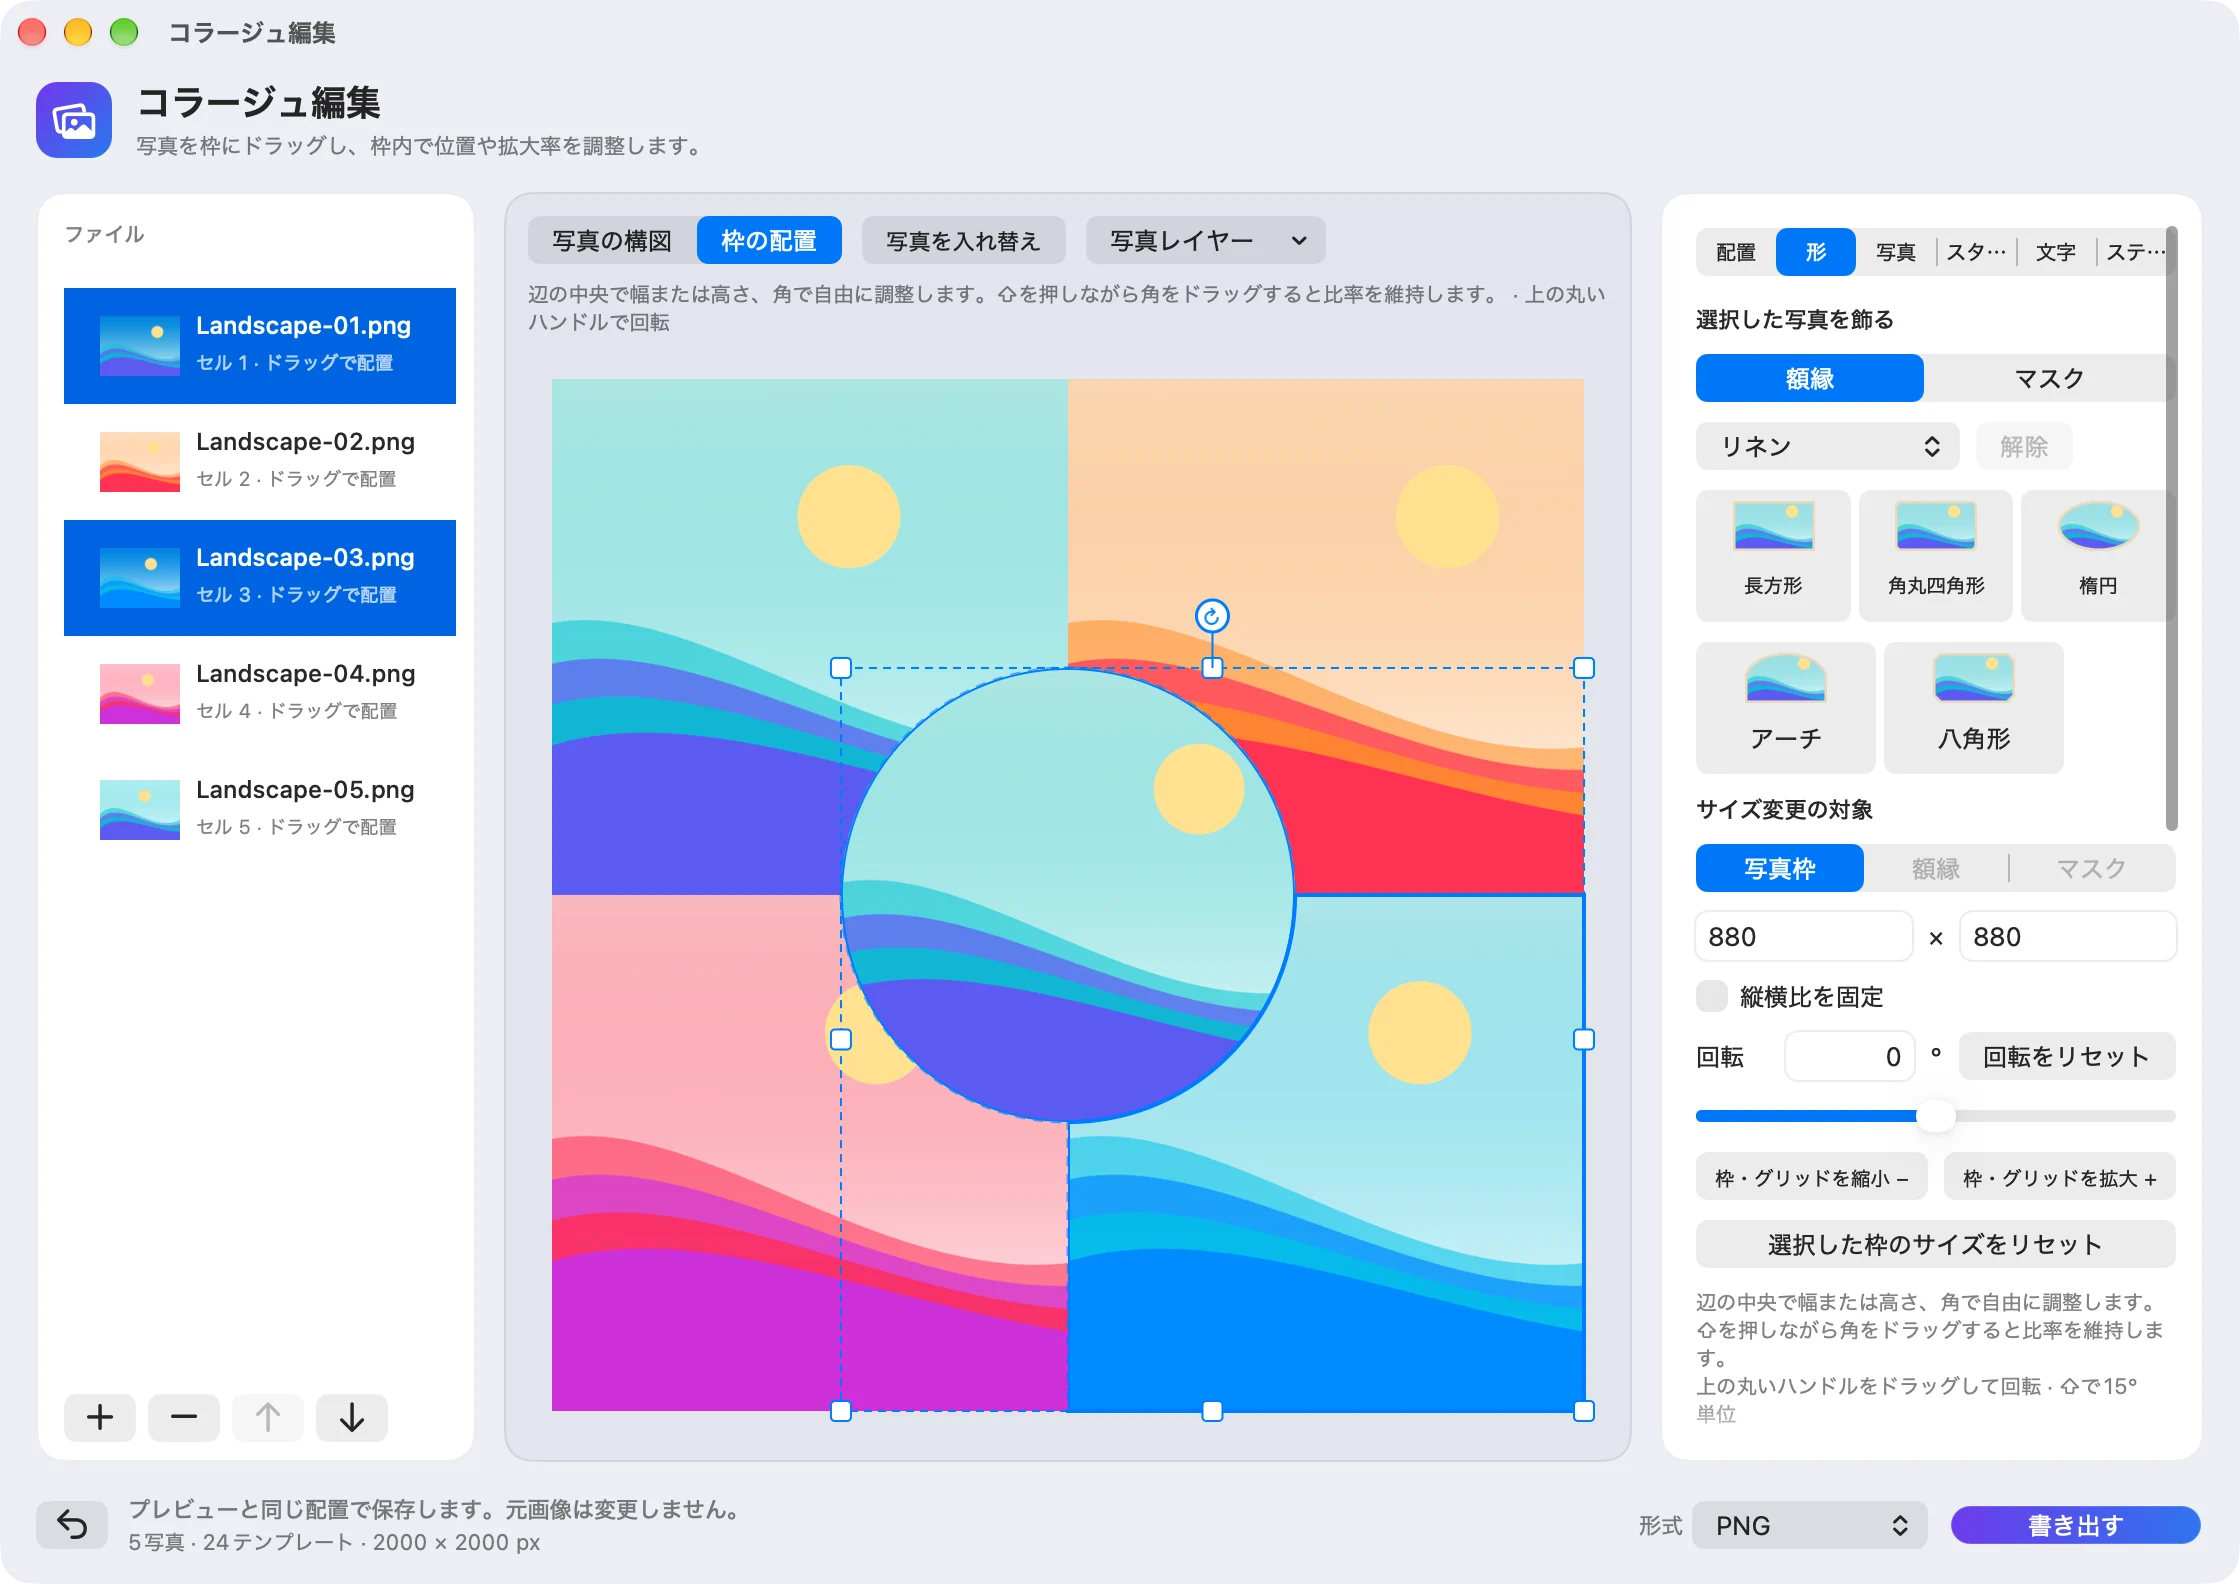 コラージュ編集
コラージュ編集
写真を枠にドラッグし、枠内で位置や拡大率を調整します。
ファイル
Landscape-01.png
セル 1 · ドラッグで配置
Landscape-02.png
セル 2 · ドラッグで配置
Landscape-03.png
セル 3 · ドラッグで配置
Landscape-04.png
セル 4 · ドラッグで配置
Landscape-05.png
セル 5 · ドラッグで配置
写真の構図 枠の配置 写真を入れ替え 写真レイヤー
辺の中央で幅または高さ、角で自由に調整します。⇧を押しながら角をドラッグすると比率を維持します。 · 上の丸い
ハンドルで回転
配置 形 写真 スタ… 文字 ステ…
選択した写真を飾る
額縁 マスク
リネン 解除
長方形 角丸四角形 楕円
アーチ 八角形
サイズ変更の対象
写真枠 額縁 マスク
880 × 880
縦横比を固定
回転 0 ° 回転をリセット
枠・グリッドを縮小 − 枠・グリッドを拡大 +
選択した枠のサイズをリセット
辺の中央で幅または高さ、角で自由に調整します。
⇧を押しながら角をドラッグすると比率を維持しま
す。
上の丸いハンドルをドラッグして回転 · ⇧で15°
単位
プレビューと同じ配置で保存します。元画像は変更しません。
5写真 · 24テンプレート · 2000 × 2000 px
形式 PNG 書き出す